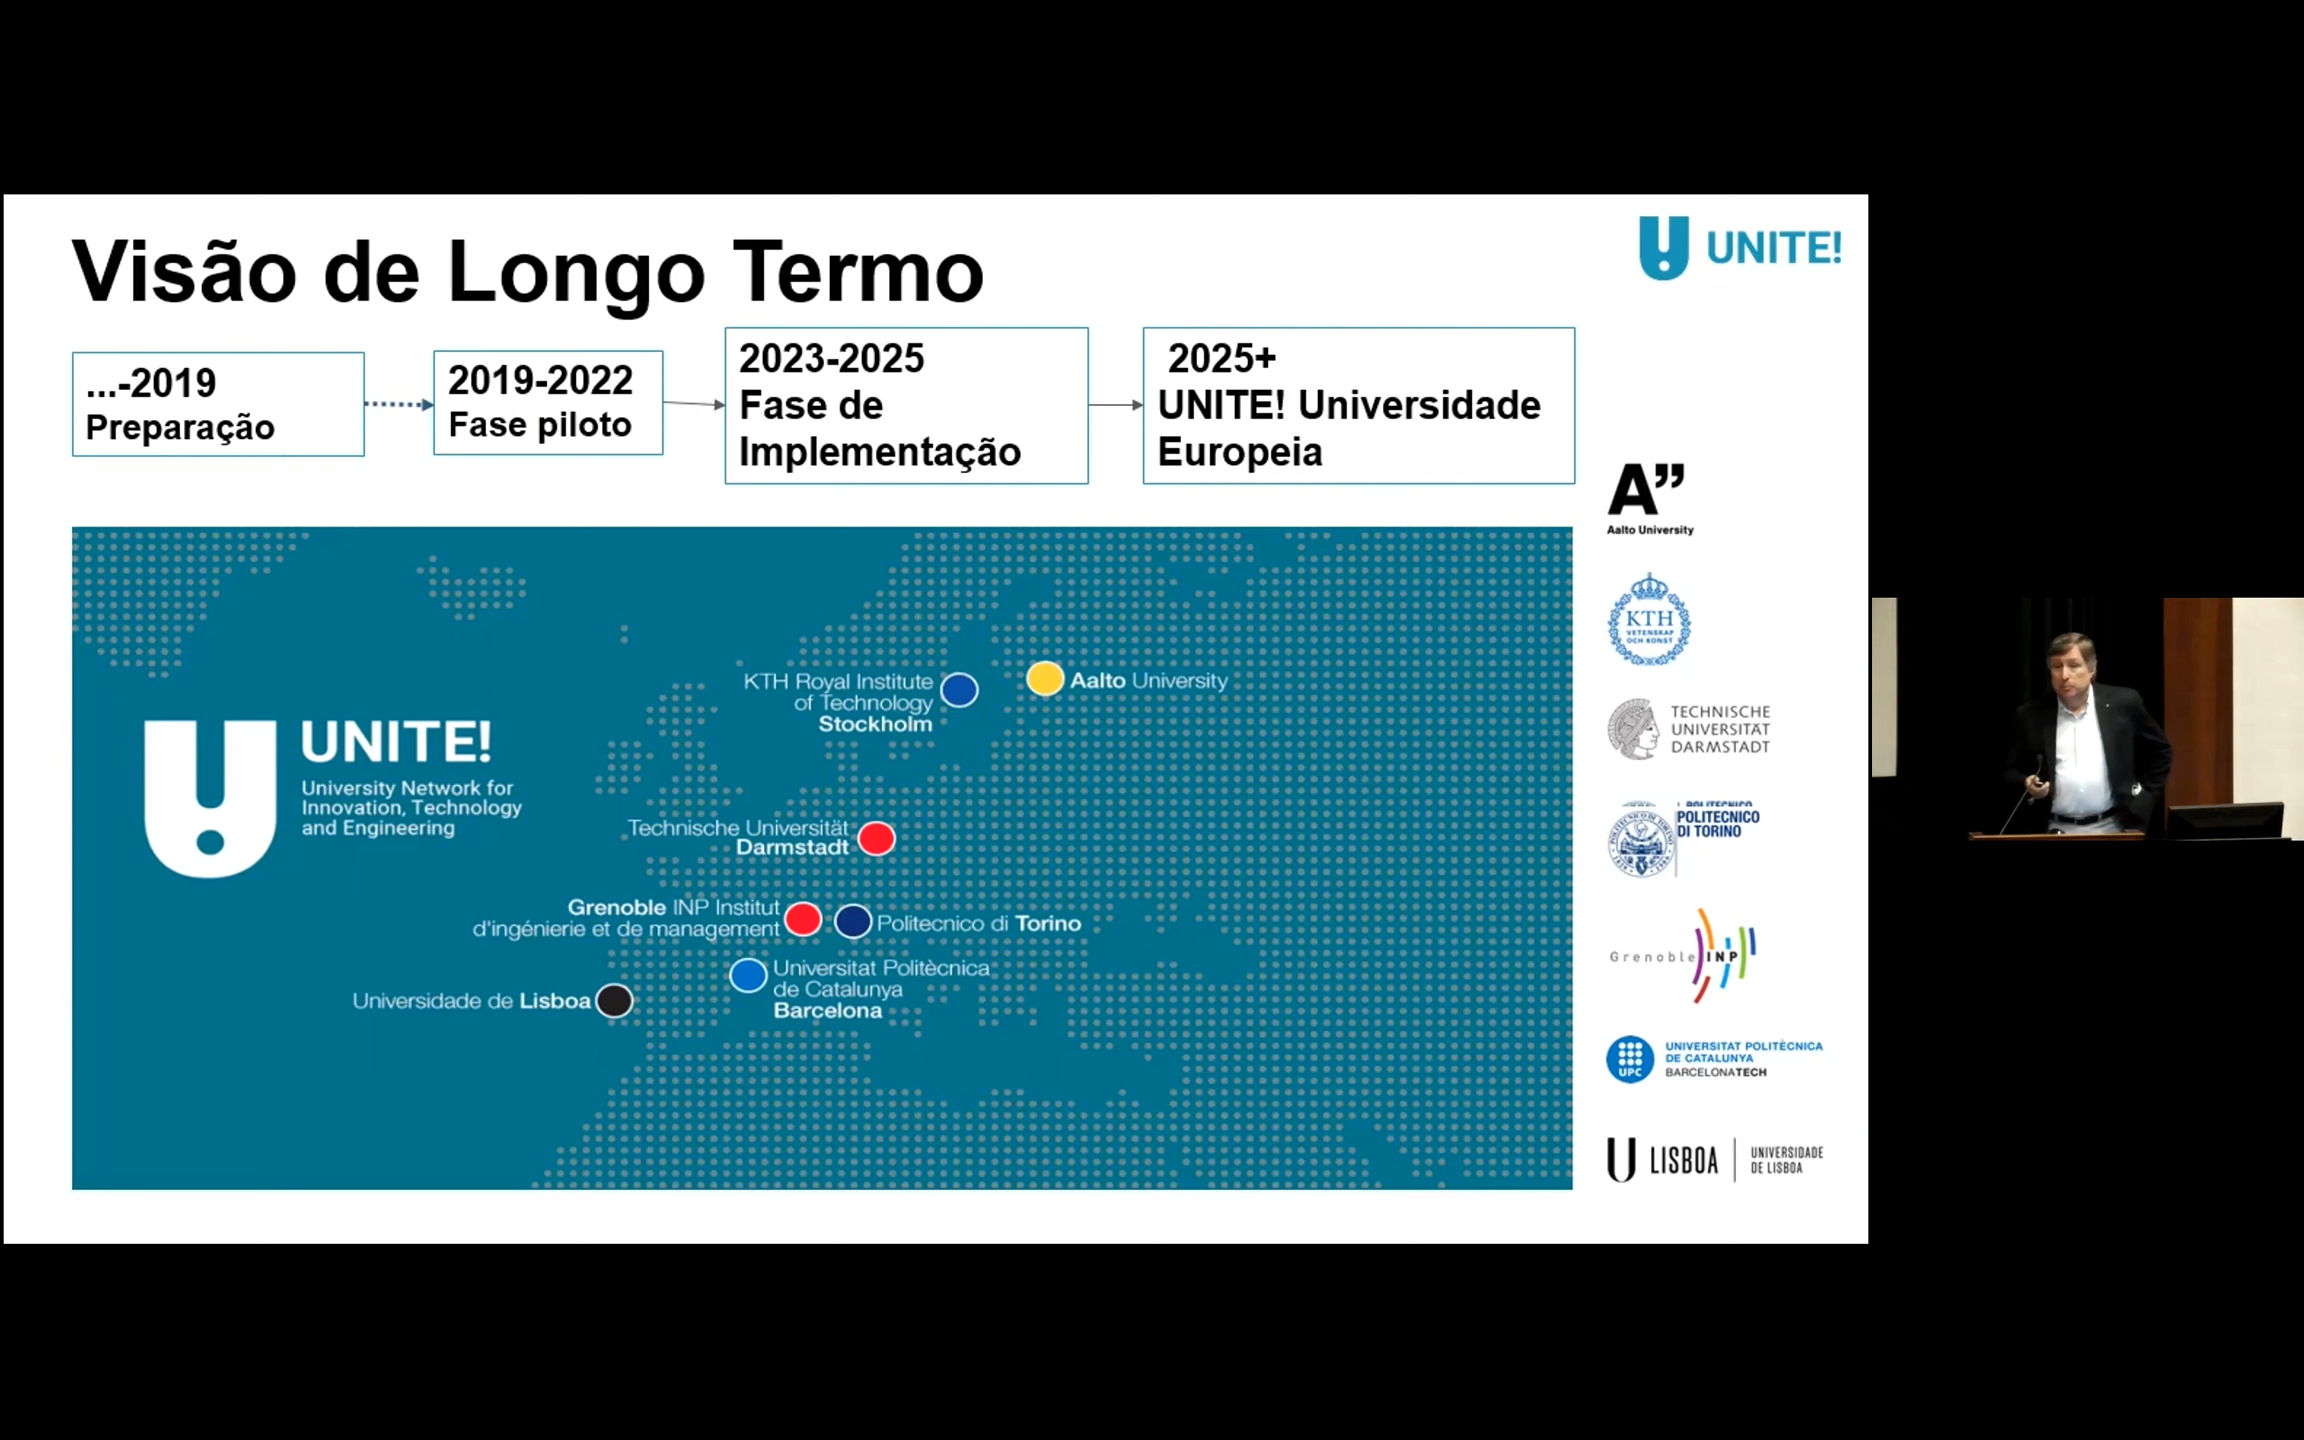 Visão de Longo Termo
UNITE!
...-2019
Preparação
2019-2022
Fase piloto
2023-2025
Fase de
Implementação
2025+
UNITE! Universidade
Europeia
UNITE!
University Network for
Innovation, Technology
and Engineering
KTH Royal Institute
of Technology
Stockholm
Aalto University
Technische Universität
Darmstadt
Grenoble INP Institut
d'ingénierie et de management
Politecnico di Torino
Universitat Politècnica
de Catalunya
Barcelona
Universidade de Lisboa
A”
Aalto University
KTH
VETENSKAP
OCH KONST
TECHNISCHE
UNIVERSITÄT
DARMSTADT
POLITECNICO
POLITECNICO
DI TORINO
Grenoble INP
UPC
UNIVERSITAT POLITÈCNICA
DE CATALUNYA
BARCELONATECH
U LISBOA
UNIVERSIDADE
DE LISBOA